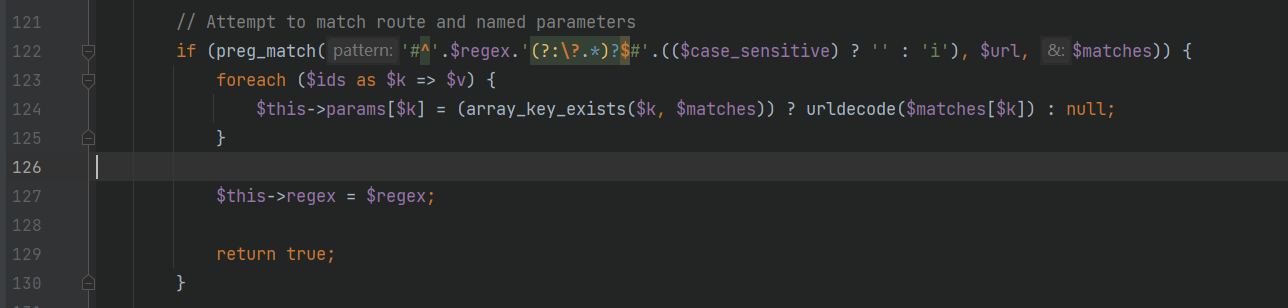 121 // Attempt to match route and named parameters
122 if (preg_match( pattern: '#^'.$regex.'(?:\?.*)?$#'.(($case_sensitive) ? '' : 'i'), $url, &: $matches)) {
123 foreach ($ids as $k => $v) {
124 $this->params[$k] = (array_key_exists($k, $matches)) ? urldecode($matches[$k]) : null;
125 }
126
127 $this->regex = $regex;
128
129 return true;
130 }